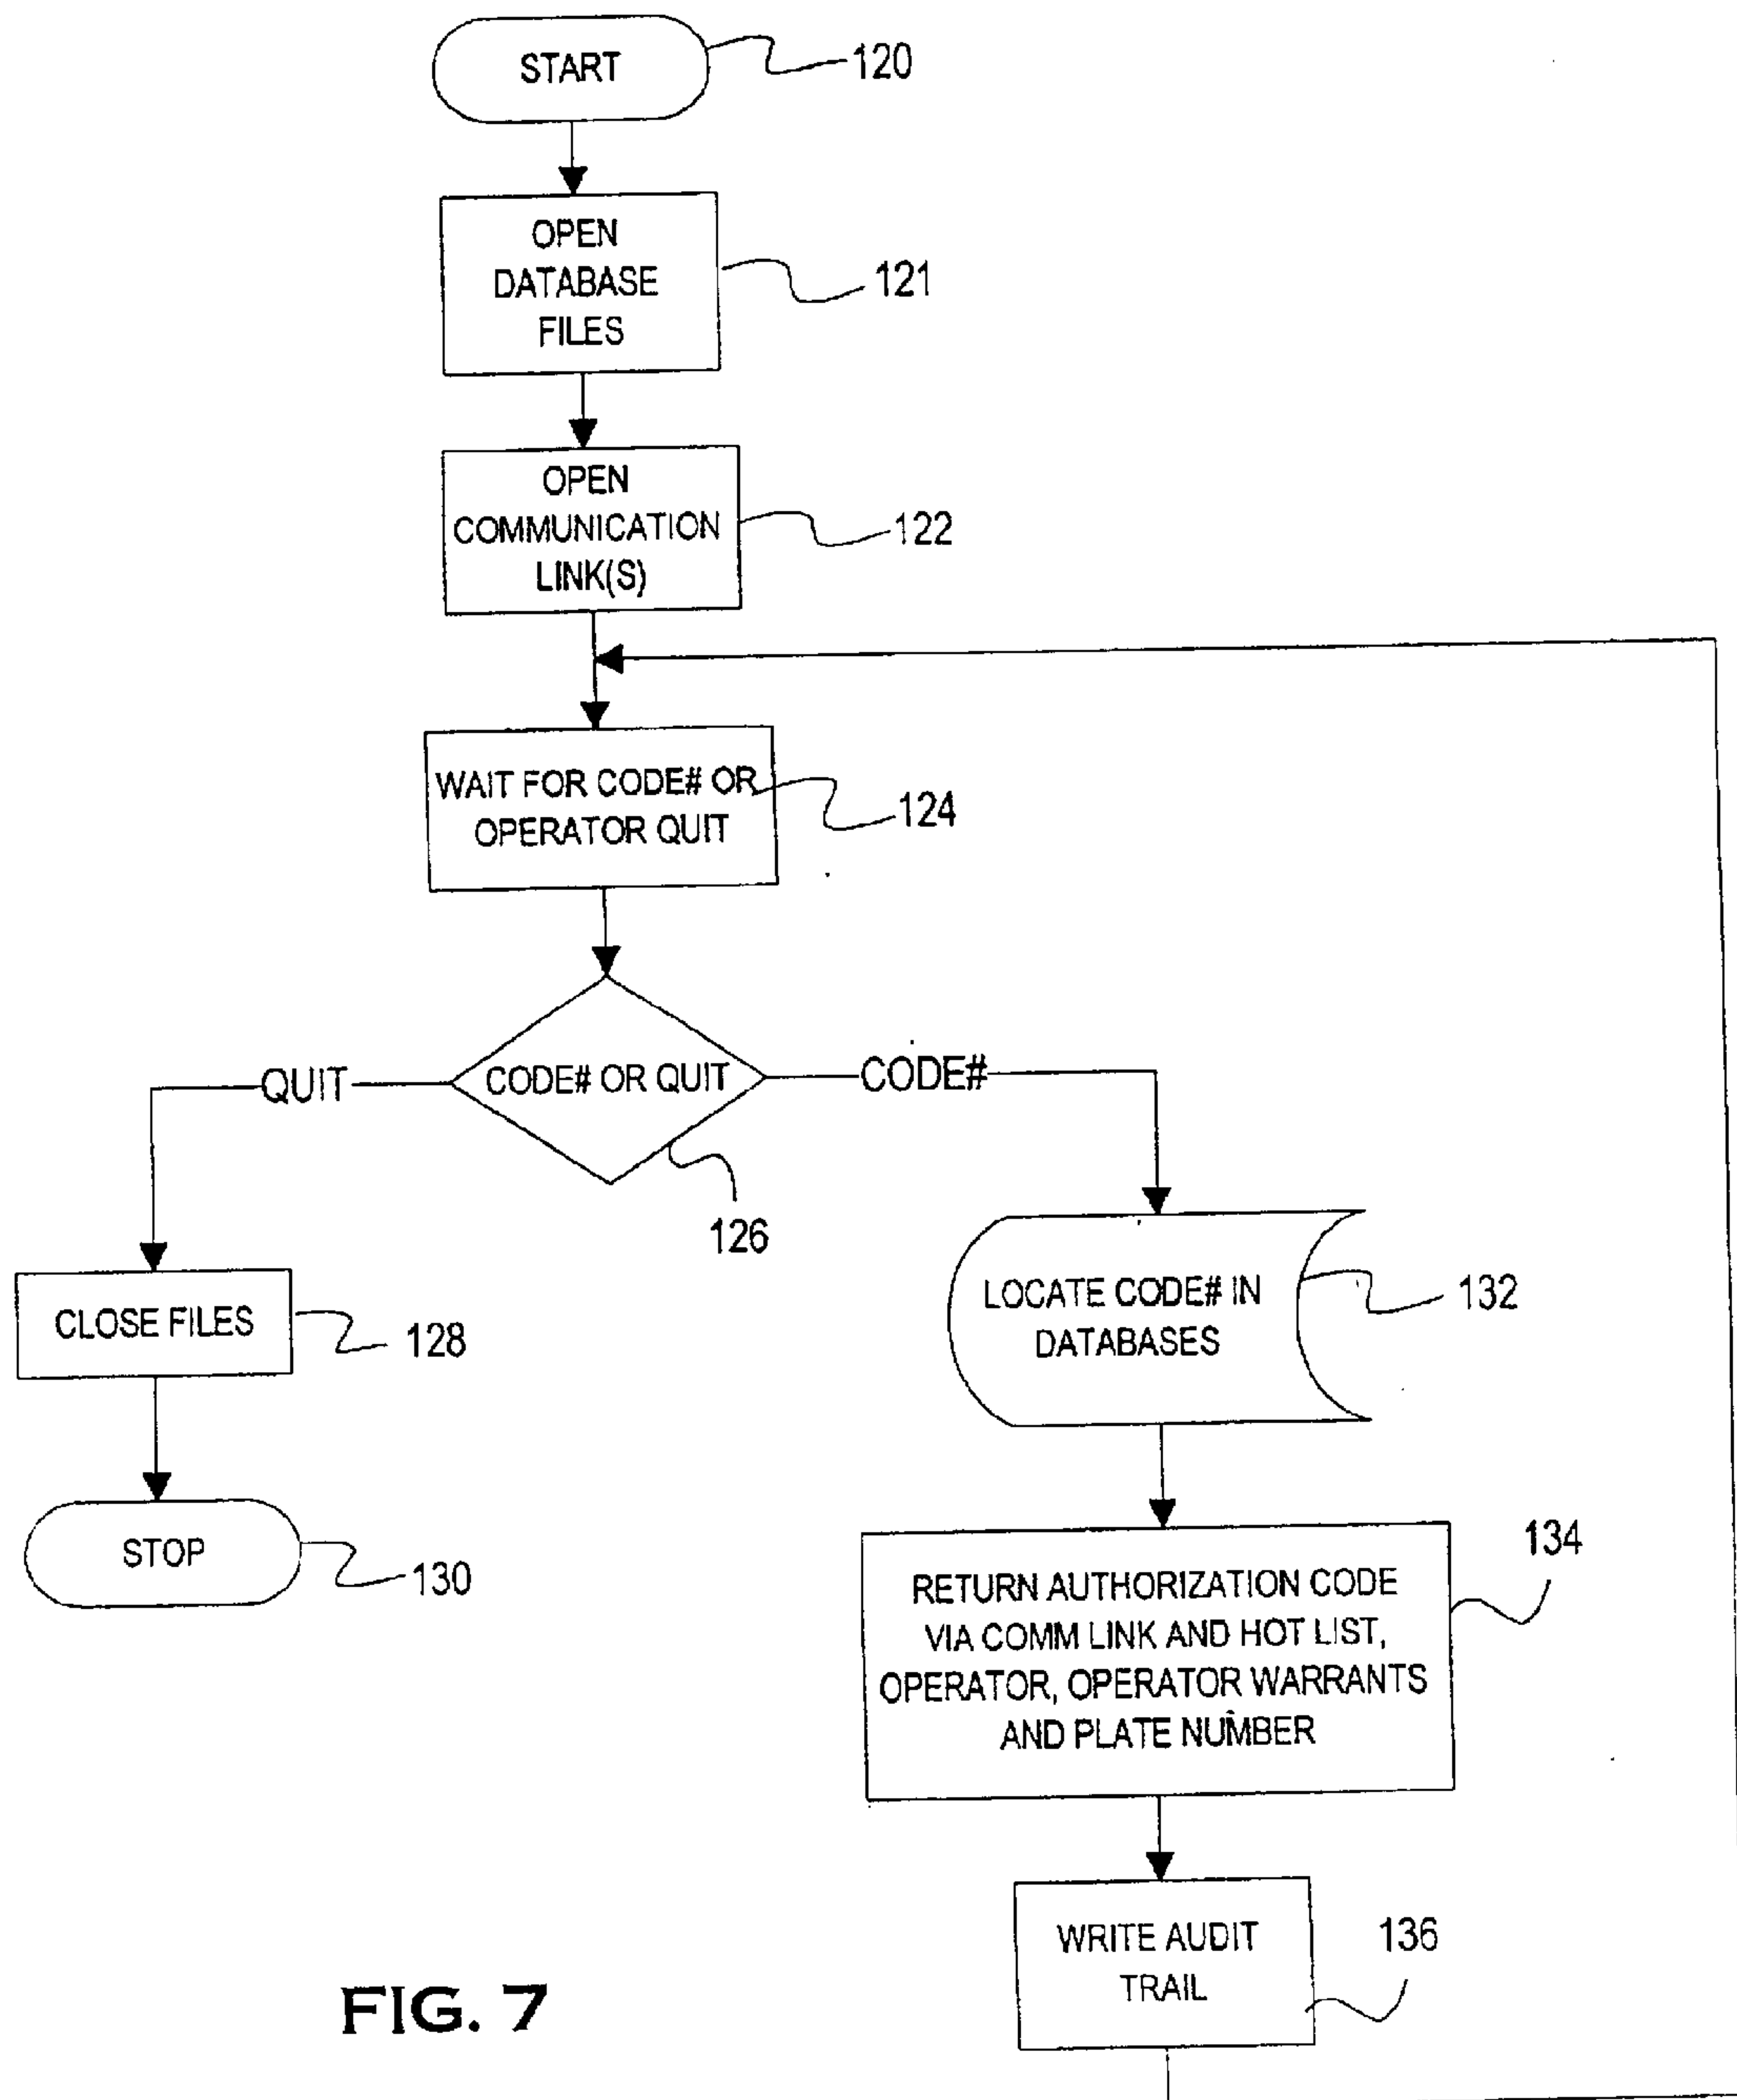 START
120
OPEN
DATABASE
FILES
121
OPEN
COMMUNICATION
LINK(S)
122
WAIT FOR CODE# OR
OPERATOR QUIT
124
QUIT
CODE# OR QUIT
CODE#
126
CLOSE FILES
128
LOCATE CODE# IN
DATABASES
132
STOP
130
RETURN AUTHORIZATION CODE
VIA COMM LINK AND HOT LIST,
OPERATOR, OPERATOR WARRANTS
AND PLATE NUMBER
134
WRITE AUDIT
TRAIL
136
FIG. 7